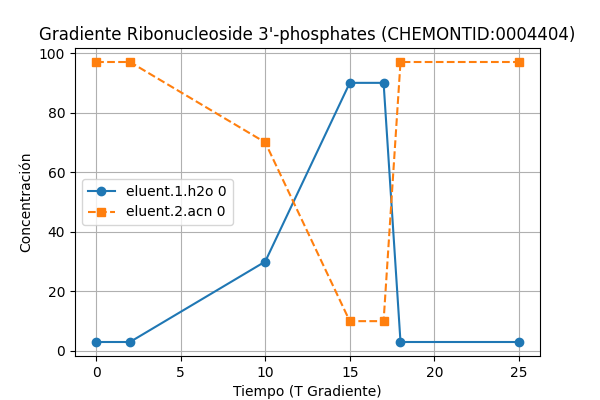 Gradiente Ribonucleoside 3'-phosphates (CHEMONTID:0004404)
100
80
60
40
20
0
Concentración
eluent.1.h2o 0
eluent.2.acn 0
0 5 10 15 20 25
Tiempo (T Gradiente)